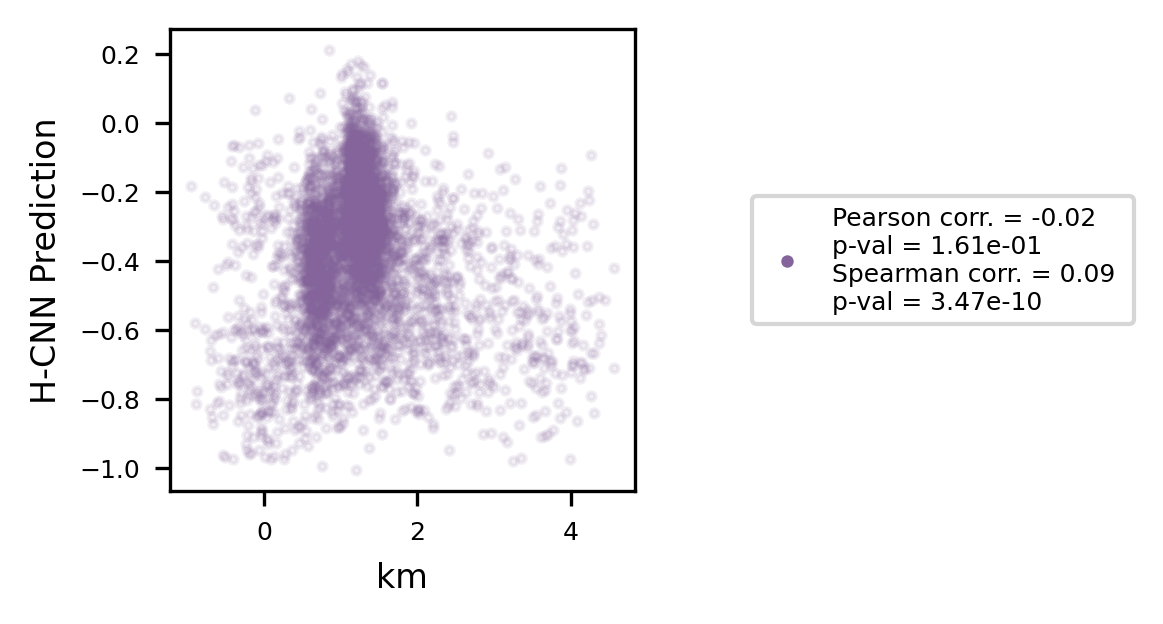 H-CNN Prediction
0.2
0.0
−0.2
−0.4
−0.6
−0.8
−1.0
0 2 4
km
Pearson corr. = -0.02
p-val = 1.61e-01
Spearman corr. = 0.09
p-val = 3.47e-10